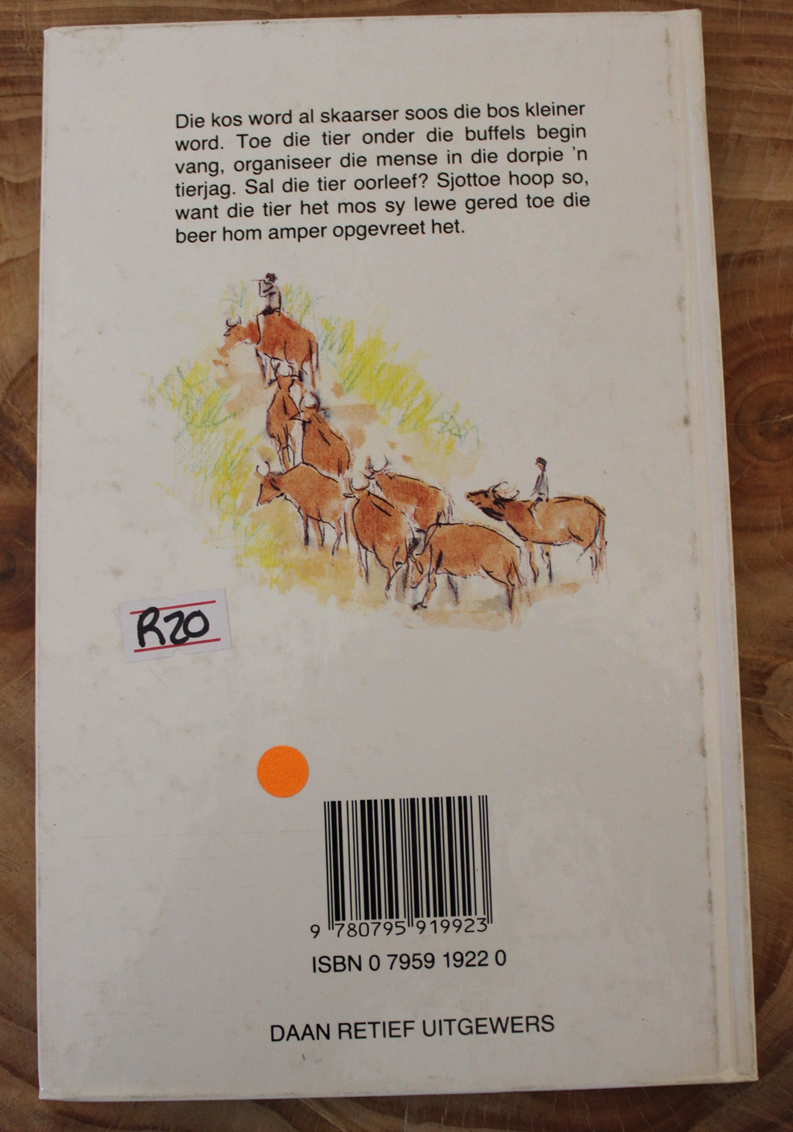 Die kos word al skaarser soos die bos kleiner
word. Toe die tier onder die buffels begin
vang, organiseer die mense in die dorpie 'n
tierjag. Sal die tier oorleef? Sjottoe hoop so,
want die tier het mos sy lewe gered toe die
beer hom amper opgevreet het.
R20
9 780795 919923
ISBN 0 7959 1922 0
DAAN RETIEF UITGEWERS